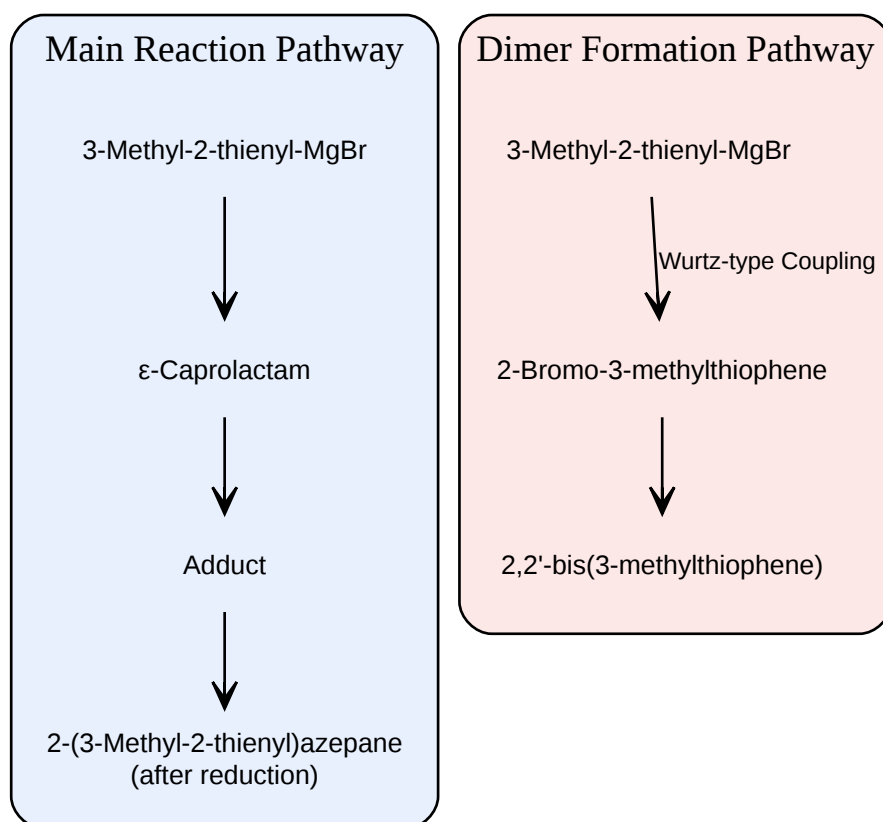 Main Reaction Pathway
3-Methyl-2-thienyl-MgBr
ε-Caprolactam
Adduct
2-(3-Methyl-2-thienyl)azepane
(after reduction)
Dimer Formation Pathway
3-Methyl-2-thienyl-MgBr
Wurtz-type Coupling
2-Bromo-3-methylthiophene
2,2'-bis(3-methylthiophene)